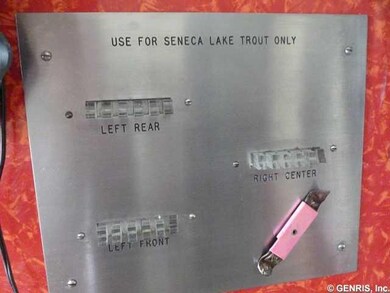 USE FOR SENECA LAKE TROUT ONLY
LEFT REAR
RIGHT CENTER
LEFT FRONT
© GENRIS, Inc.